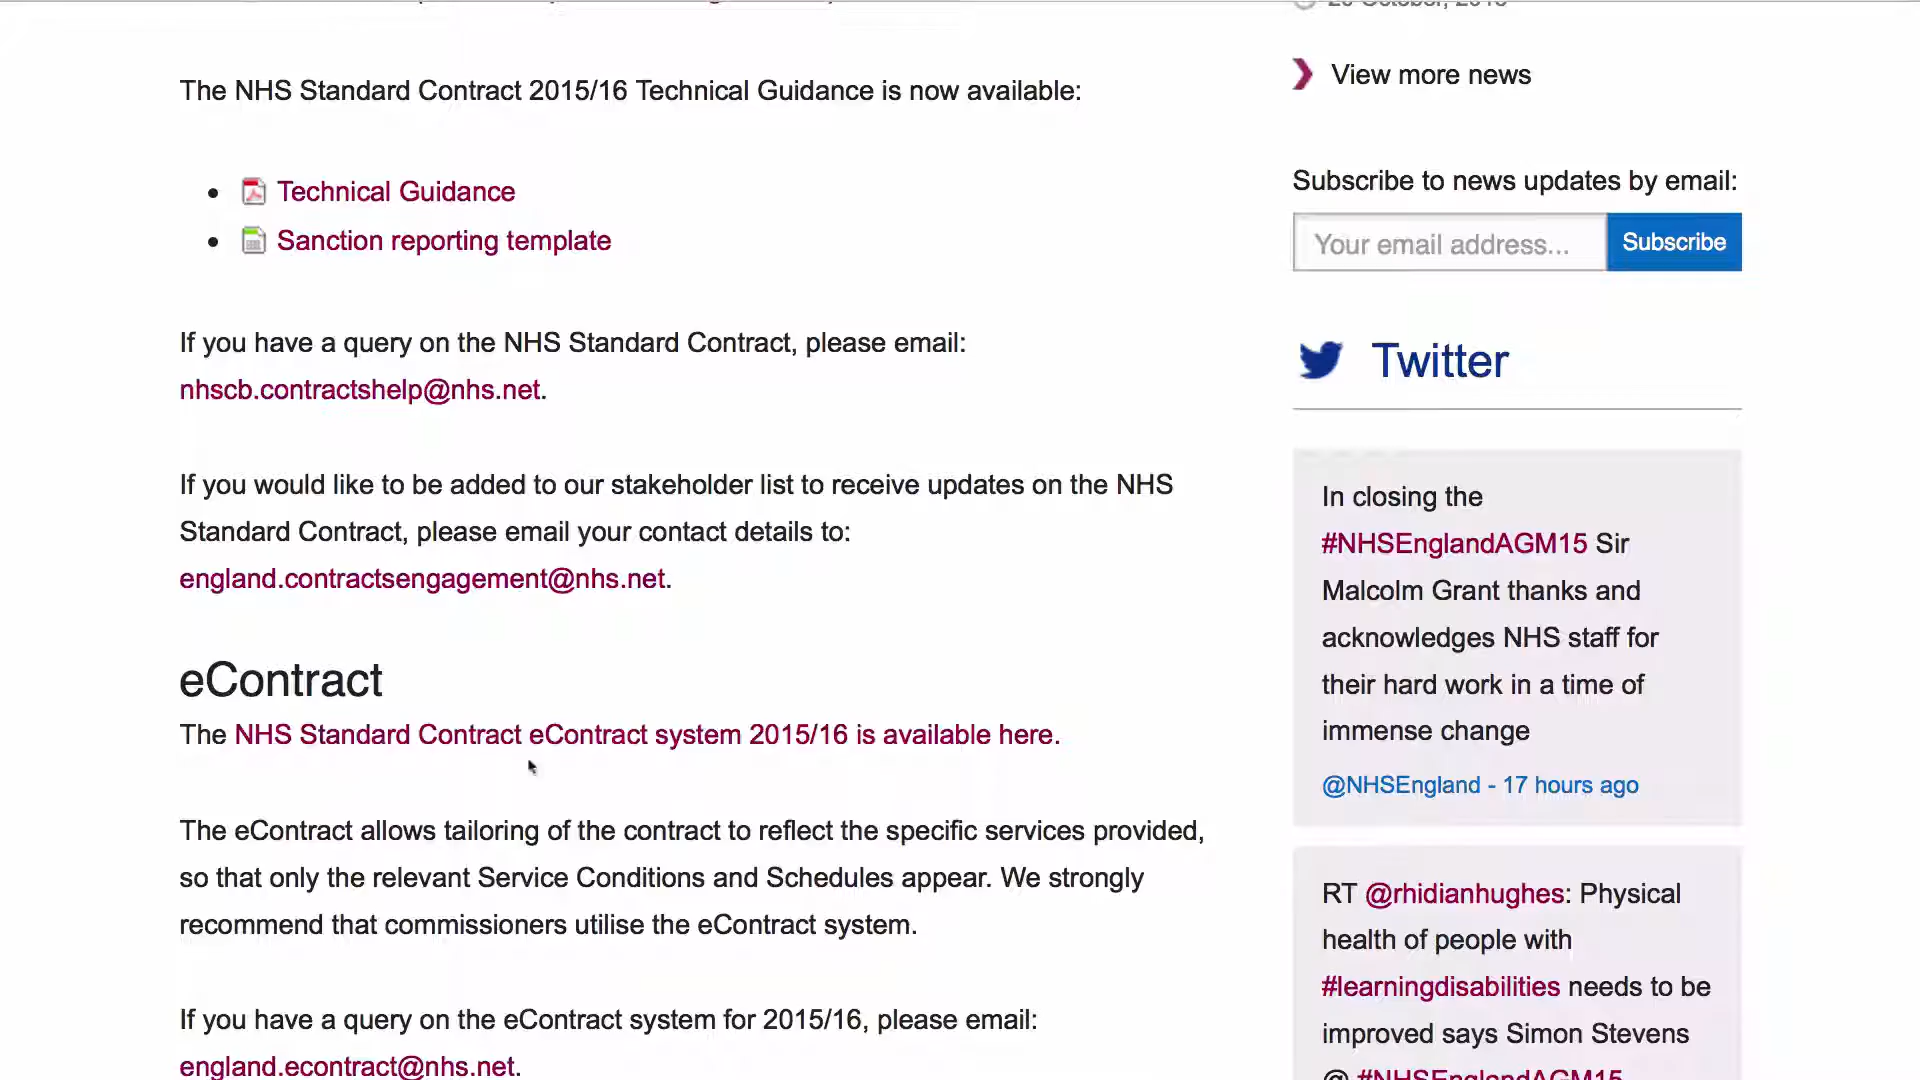 The NHS Standard Contract 2015/16 Technical Guidance is now available:
Technical Guidance
Sanction reporting template
If you have a query on the NHS Standard Contract, please email:
nhscb.contractshelp@nhs.net.
If you would like to be added to our stakeholder list to receive updates on the NHS
Standard Contract, please email your contact details to:
england.contractsengagement@nhs.net.
eContract
The NHS Standard Contract eContract system 2015/16 is available here.
The eContract allows tailoring of the contract to reflect the specific services provided,
so that only the relevant Service Conditions and Schedules appear. We strongly
recommend that commissioners utilise the eContract system.
If you have a query on the eContract system for 2015/16, please email:
england.econtract@nhs.net.
View more news
Subscribe to news updates by email:
Your email address...
Subscribe
Twitter
In closing the
#NHSEnglandAGM15 Sir
Malcolm Grant thanks and
acknowledges NHS staff for
their hard work in a time of
immense change
@NHSEngland - 17 hours ago
RT @rhidianhughes: Physical
health of people with
#learningdisabilities needs to be
improved says Simon Stevens
@ #NHSEnglandAGM15